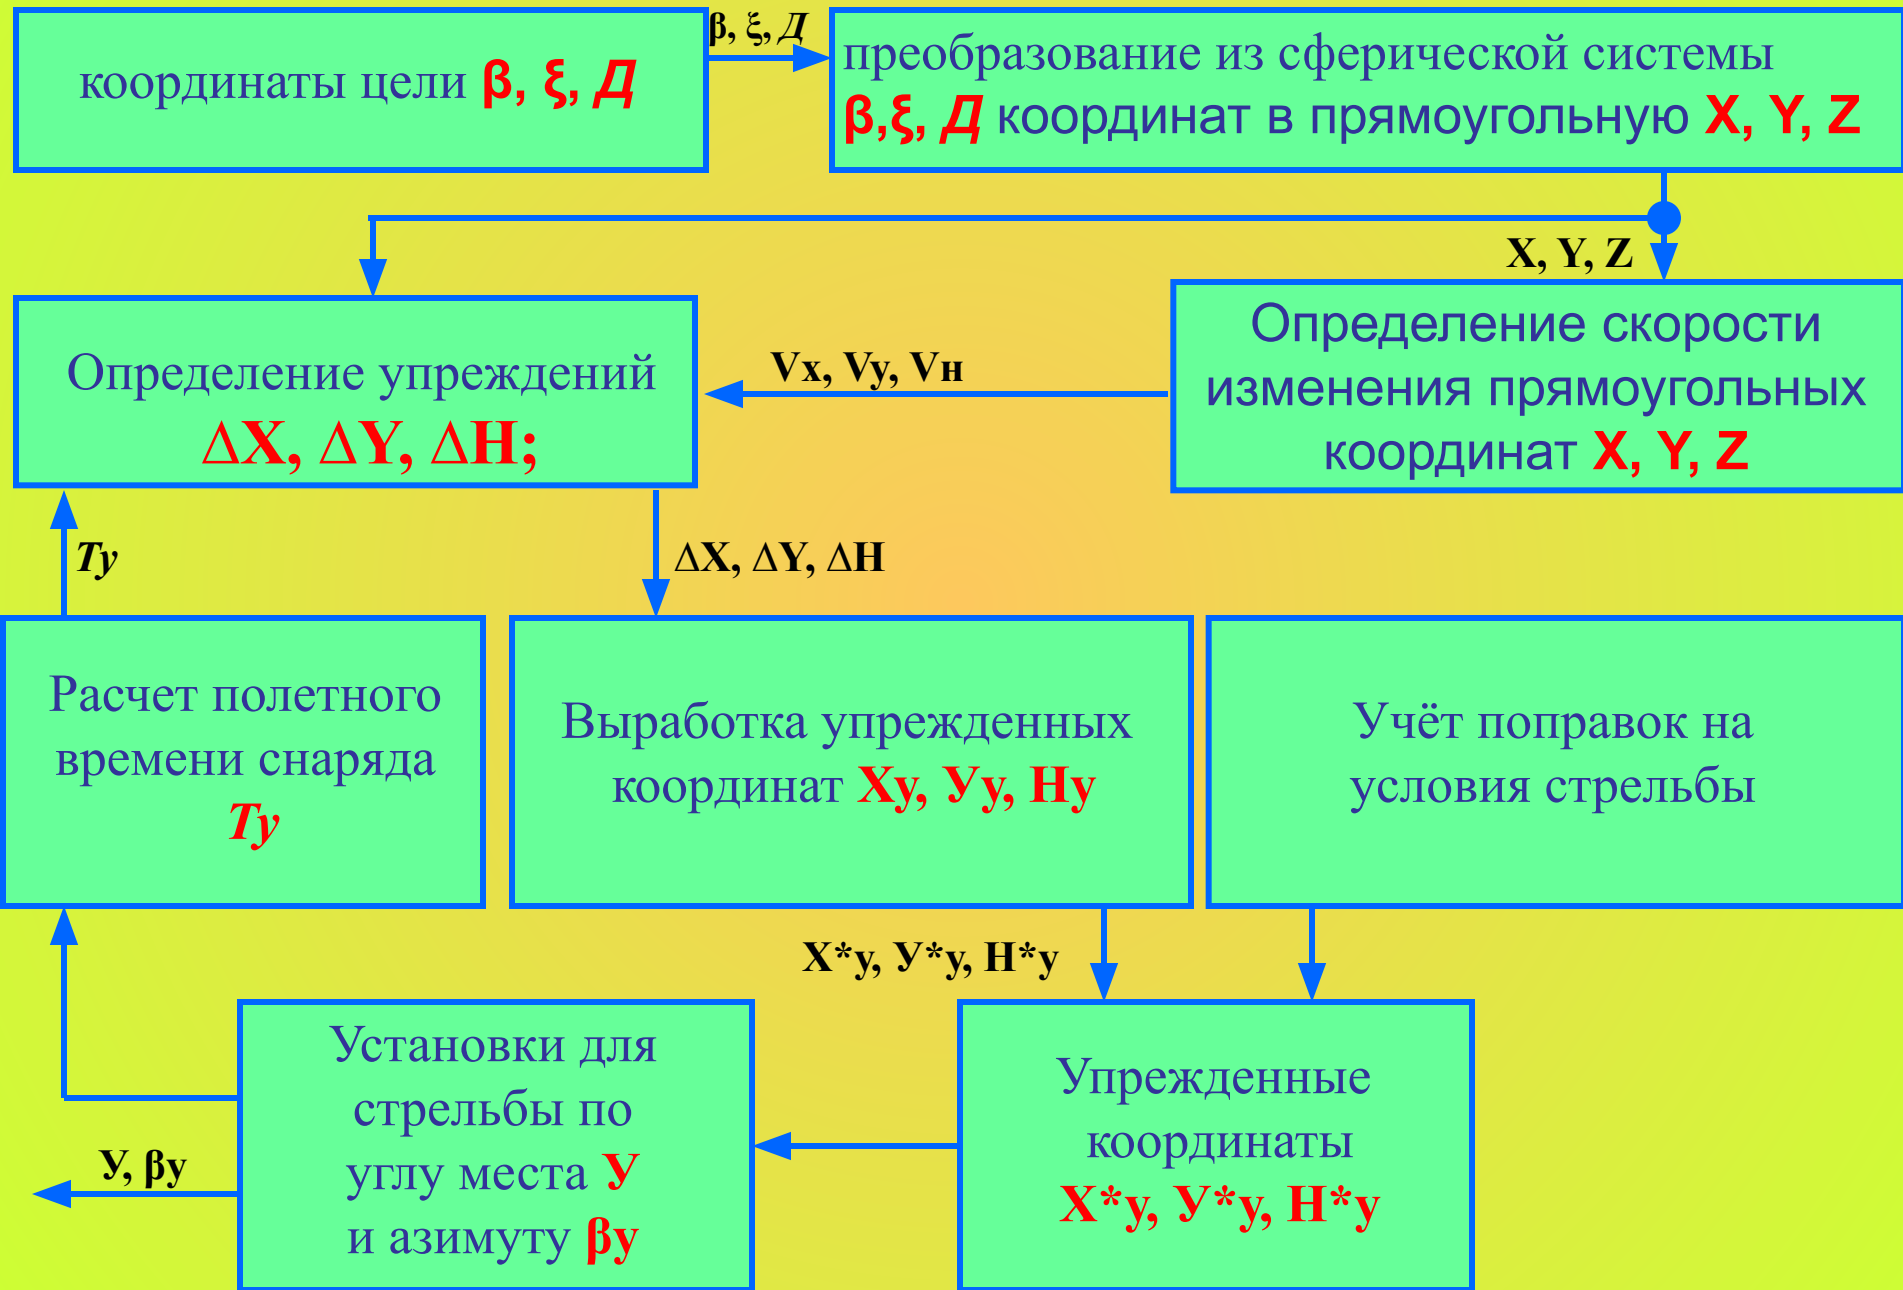 координаты цели β, ξ, Д
β, ξ, Д
преобразование из сферической системы
β,ξ, Д координат в прямоугольную X, Y, Z
X, Y, Z
Определение упреждений
ΔX, ΔY, ΔH;
Vx, Vy, Vн
Определение скорости
изменения прямоугольных
координат X, Y, Z
Ту
ΔX, ΔY, ΔH
Расчет полетного
времени снаряда
Ту
Выработка упрежденных
координат Ху, Уу, Ну
Учёт поправок на
условия стрельбы
Х*у, У*у, Н*у
Установки для
стрельбы по
углу места У
и азимуту βу
Упрежденные
координаты
Х*у, У*у, Н*у
У, βу